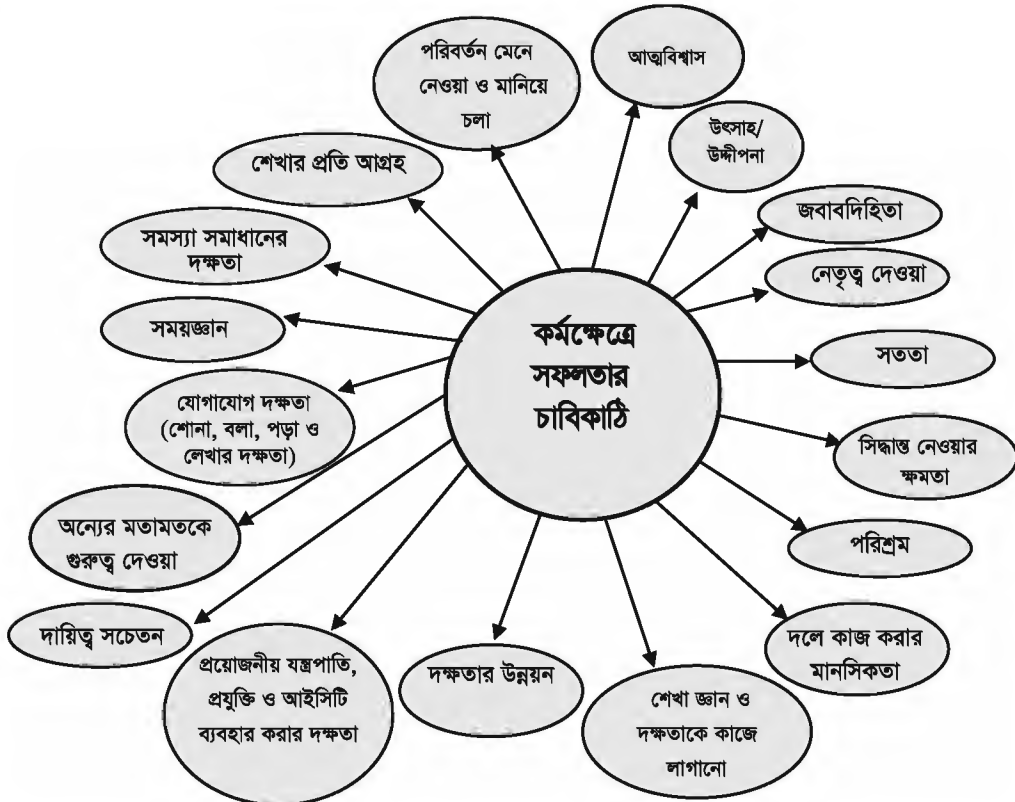 কর্মক্ষেত্রে
সফলতার
চাবিকাঠি
পরিবর্তন মেনে
নেওয়া ও মানিয়ে
চলা
আত্মবিশ্বাস
উৎসাহ/
উদ্দীপনা
জবাবদিহিতা
নেতৃত্ব দেওয়া
সততা
সিদ্ধান্ত নেওয়ার
ক্ষমতা
পরিশ্রম
দলে কাজ করার
মানসিকতা
শেখা জ্ঞান ও
দক্ষতাকে কাজে
লাগানো
দক্ষতার উন্নয়ন
প্রয়োজনীয় যন্ত্রপাতি,
প্রযুক্তি ও আইসিটি
ব্যবহার করার দক্ষতা
দায়িত্ব সচেতন
অন্যের মতামতকে
গুরুত্ব দেওয়া
যোগাযোগ দক্ষতা
(শোনা, বলা, পড়া ও
লেখার দক্ষতা)
সময়জ্ঞান
সমস্যা সমাধানের
দক্ষতা
শেখার প্রতি আগ্রহ